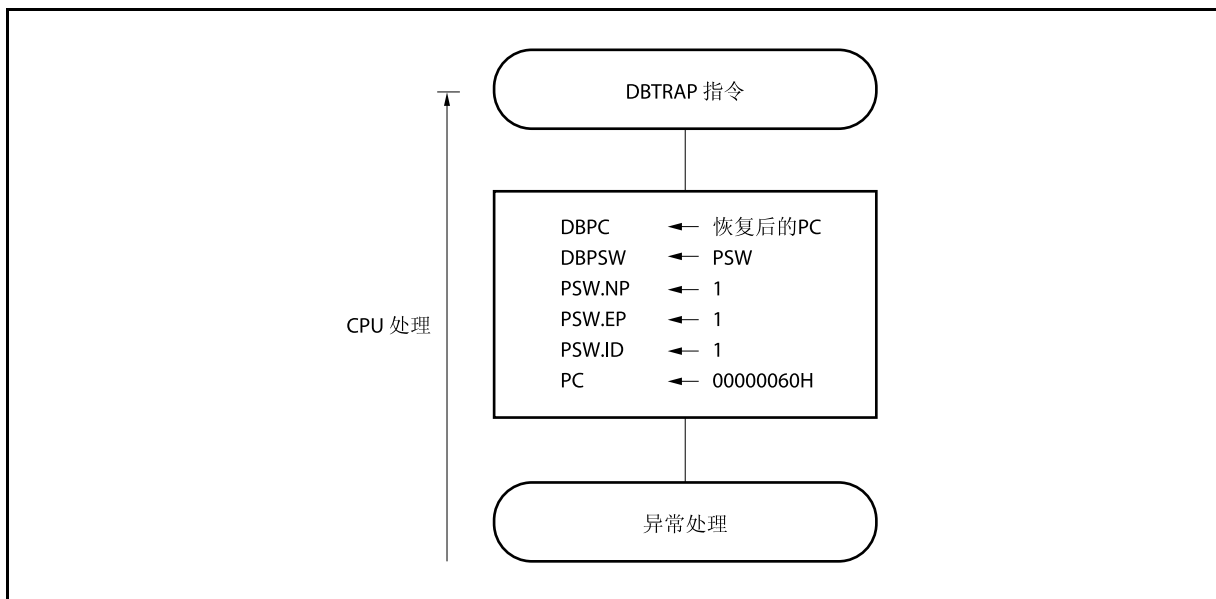 DBTRAP 指令
DBPC ← 恢复后的PC
DBPSW ← PSW
PSW.NP ← 1
PSW.EP ← 1
CPU 处理
PSW.ID ← 1
PC ← 00000060H
异常处理